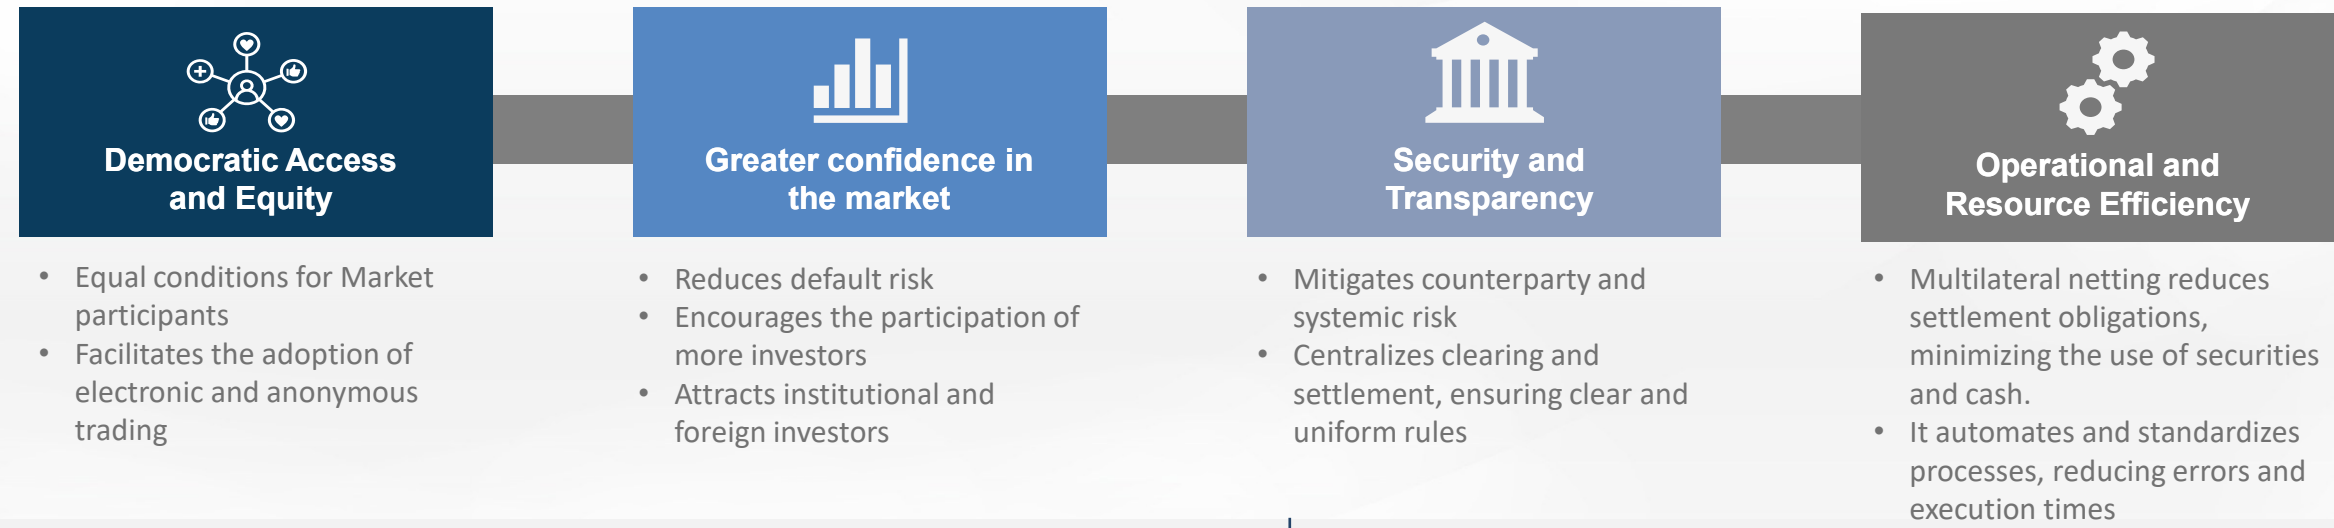 Democratic Access
and Equity
• Equal conditions for Market
participants
• Facilitates the adoption of
electronic and anonymous
trading
Greater confidence in
the market
• Reduces default risk
• Encourages the participation of
more investors
• Attracts institutional and
foreign investors
Security and
Transparency
• Mitigates counterparty and
systemic risk
• Centralizes clearing and
settlement, ensuring clear and
uniform rules
Operational and
Resource Efficiency
• Multilateral netting reduces
settlement obligations,
minimizing the use of securities
and cash.
• It automates and standardizes
processes, reducing errors and
execution times